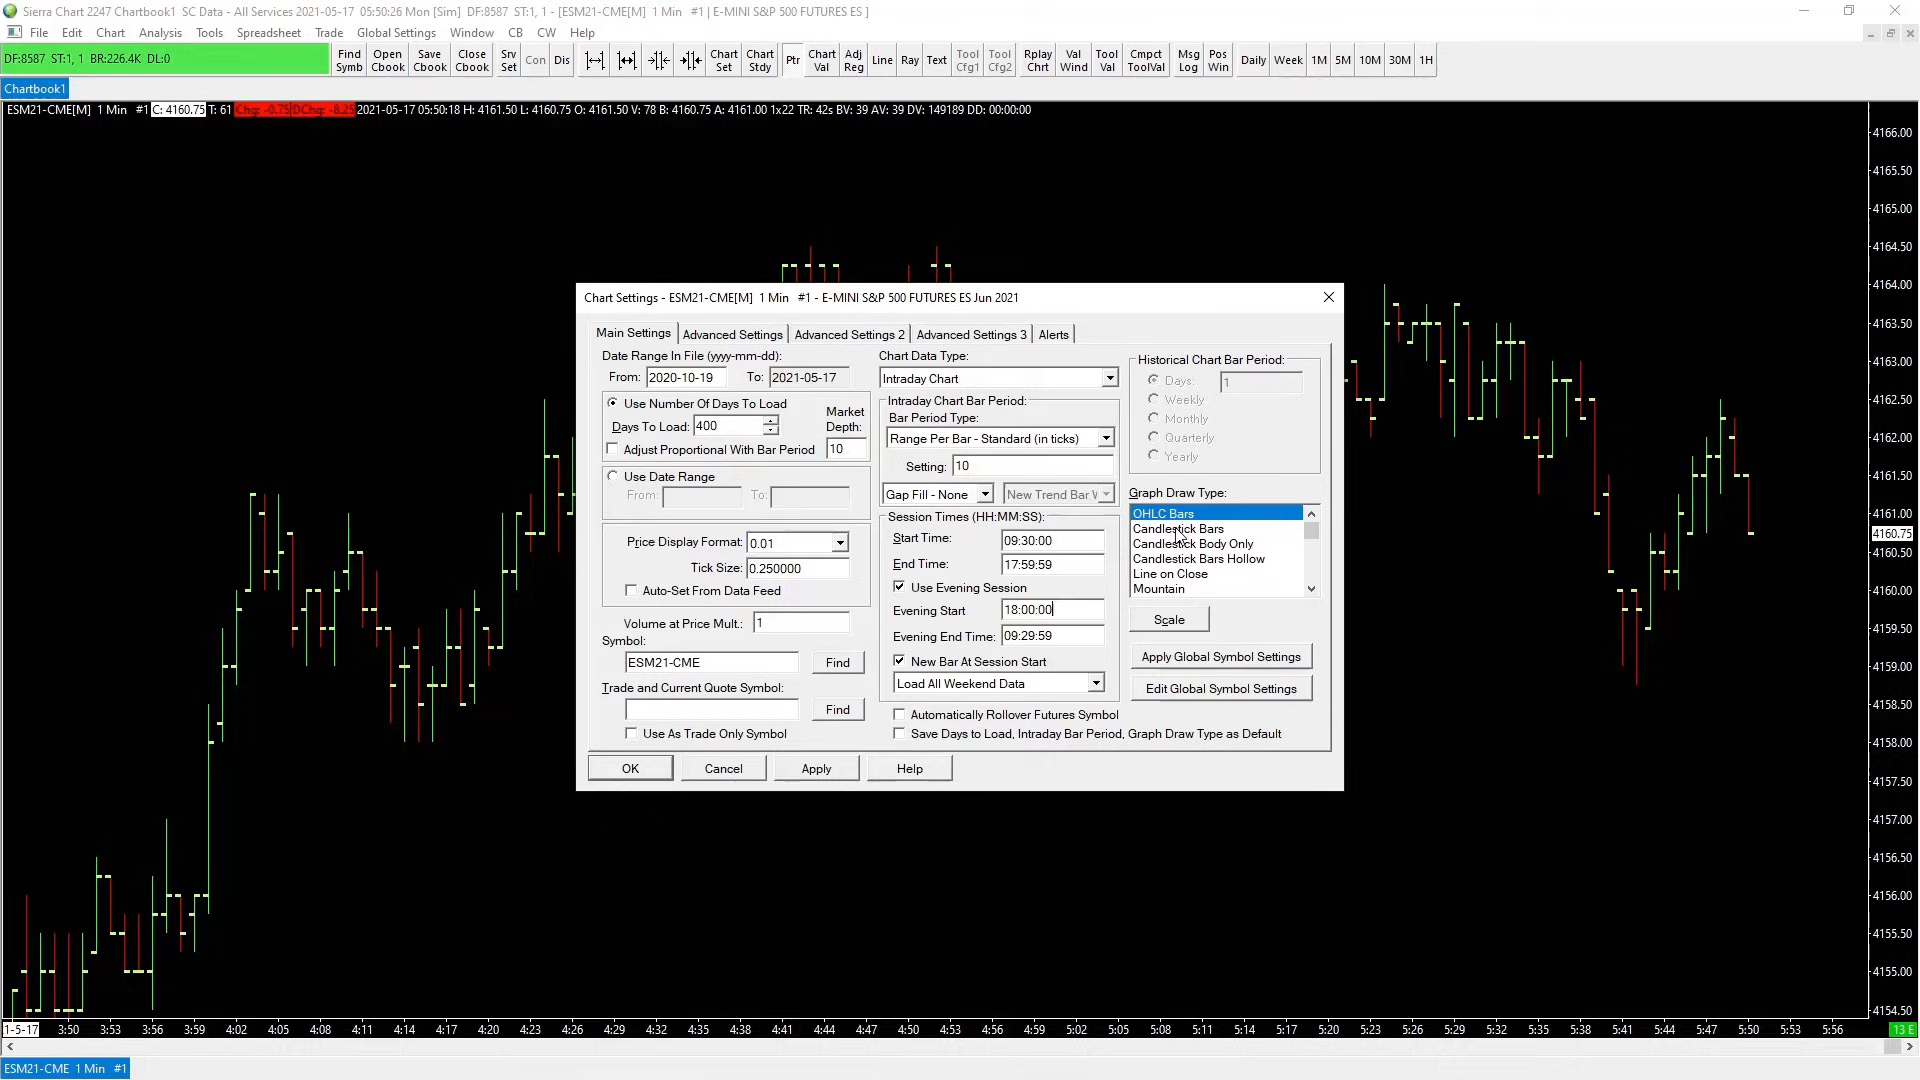 Sierra Chart 2247 Chartbook1  SC Data - All Services 2021-05-17  05:50:26 Mon [Sim]  DF:8587  ST:1, 1 - [ESM21-CME[M]  1 Min   #1 | E-MINI S&P 500 FUTURES ES ]
File Edit Chart Analysis Tools Spreadsheet Trade Global Settings Window CB CW Help
DF:8587  ST:1, 1  BR:226.4K  DL:0
Find Symb Open Cbook Save Cbook Close Cbook Srv Set Con Dis Chart Set Chart Stdy Ptr Chart Val Adj Reg Line Ray Text Tool Cfg1 Tool Cfg2 Rplay Chrt Val Wind Tool Val Cmpct ToolVal Msg Log Pos Win Daily Week 1M 5M 10M 30M 1H
Chartbook1
ESM21-CME[M]  1 Min   #1 C: 4160.75 T: 61 Chg: -0.75 DChg: -8.25 2021-05-17 05:50:18 H: 4161.50 L: 4160.75 O: 4161.50 V: 78 B: 4160.75 A: 4161.00 1x22 TR: 42s BV: 39 AV: 39 DV: 149189 DD: 00:00:00
4166.00
4165.50
4165.00
4164.50
4164.00
4163.50
4163.00
4162.50
4162.00
4161.50
4161.00
4160.75
4160.50
4160.00
4159.50
4159.00
4158.50
4158.00
4157.50
4157.00
4156.50
4156.00
4155.50
4155.00
4154.50
Chart Settings - ESM21-CME[M]  1 Min   #1 - E-MINI S&P 500 FUTURES ES Jun 2021
Main Settings Advanced Settings Advanced Settings 2 Advanced Settings 3 Alerts
Date Range In File (yyyy-mm-dd):
From: 2020-10-19 To: 2021-05-17
Use Number Of Days To Load
Days To Load: 400
Market Depth:
Adjust Proportional With Bar Period 10
Use Date Range
From: To:
Price Display Format: 0.01
Tick Size: 0.250000
Auto-Set From Data Feed
Volume at Price Mult.: 1
Symbol:
ESM21-CME Find
Trade and Current Quote Symbol:
Find
Use As Trade Only Symbol
Chart Data Type:
Intraday Chart
Intraday Chart Bar Period:
Bar Period Type:
Range Per Bar - Standard (in ticks)
Setting: 10
Gap Fill - None New Trend Bar
Session Times (HH:MM:SS):
Start Time: 09:30:00
End Time: 17:59:59
Use Evening Session
Evening Start 18:00:00
Evening End Time: 09:29:59
New Bar At Session Start
Load All Weekend Data
Automatically Rollover Futures Symbol
Save Days to Load, Intraday Bar Period, Graph Draw Type as Default
Historical Chart Bar Period:
Days: 1
Weekly
Monthly
Quarterly
Yearly
Graph Draw Type:
OHLC Bars
Candlestick Bars
Candlestick Body Only
Candlestick Bars Hollow
Line on Close
Mountain
Scale
Apply Global Symbol Settings
Edit Global Symbol Settings
OK Cancel Apply Help
1-5-17 3:50 3:53 3:56 3:59 4:02 4:05 4:08 4:11 4:14 4:17 4:20 4:23 4:26 4:29 4:32 4:35 4:38 4:41 4:44 4:47 4:50 4:53 4:56 4:59 5:02 5:05 5:08 5:11 5:14 5:17 5:20 5:23 5:26 5:29 5:32 5:35 5:38 5:41 5:44 5:47 5:50 5:53 5:56 13 E
ESM21-CME  1 Min   #1